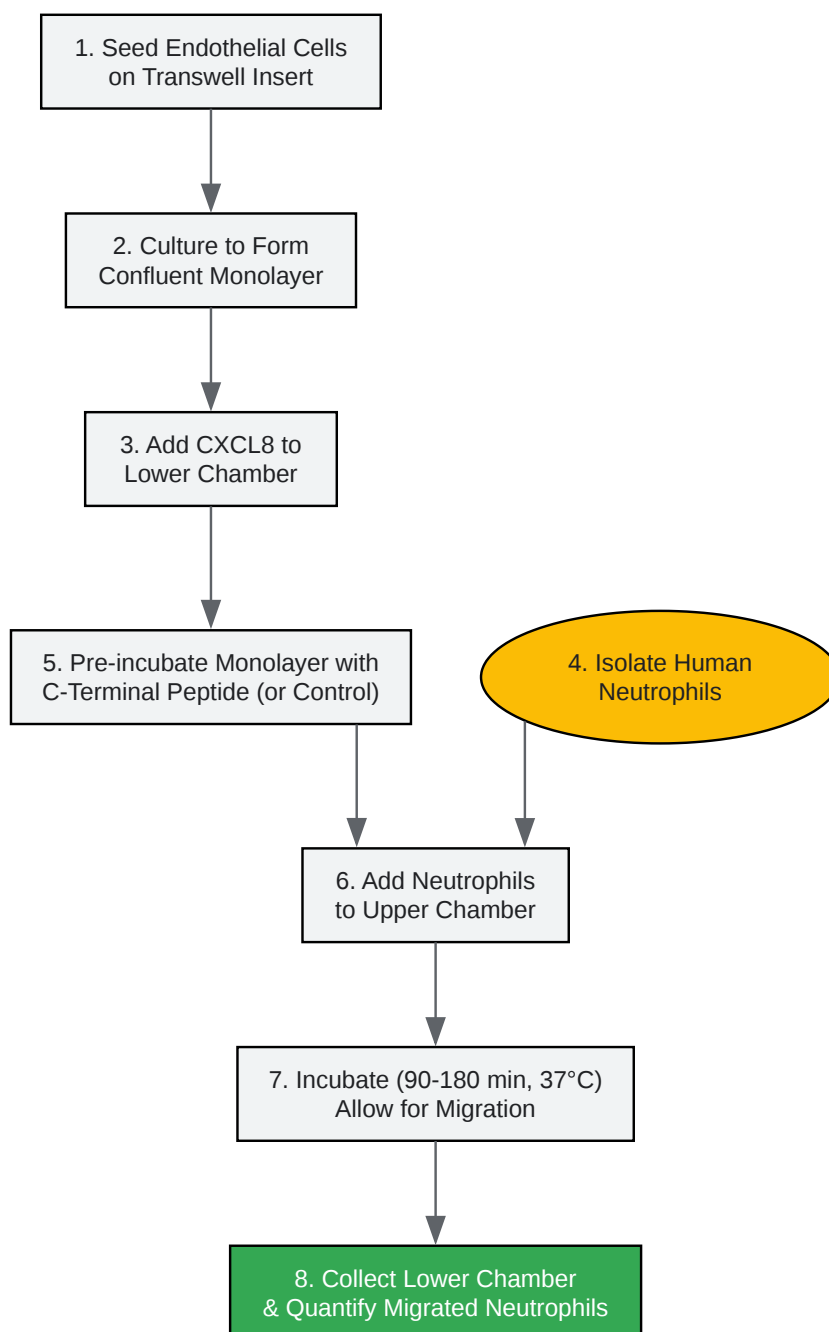 1. Seed Endothelial Cells
on Transwell Insert
2. Culture to Form
Confluent Monolayer
3. Add CXCL8 to
Lower Chamber
5. Pre-incubate Monolayer with
C-Terminal Peptide (or Control)
4. Isolate Human
Neutrophils
6. Add Neutrophils
to Upper Chamber
7. Incubate (90-180 min, 37°C)
Allow for Migration
8. Collect Lower Chamber
& Quantify Migrated Neutrophils